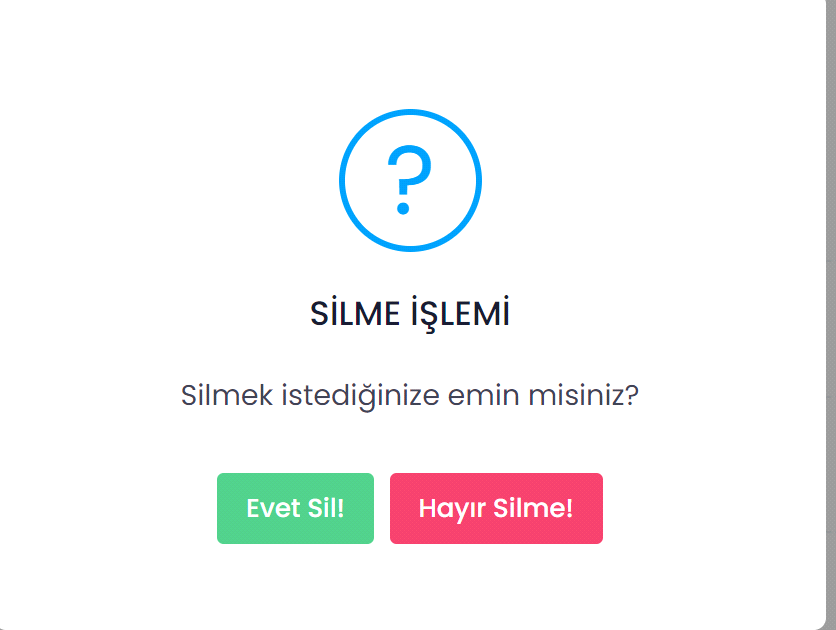 ?
SİLME İŞLEMİ
Silmek istediğinize emin misiniz?
Evet Sil!
Hayır Silme!